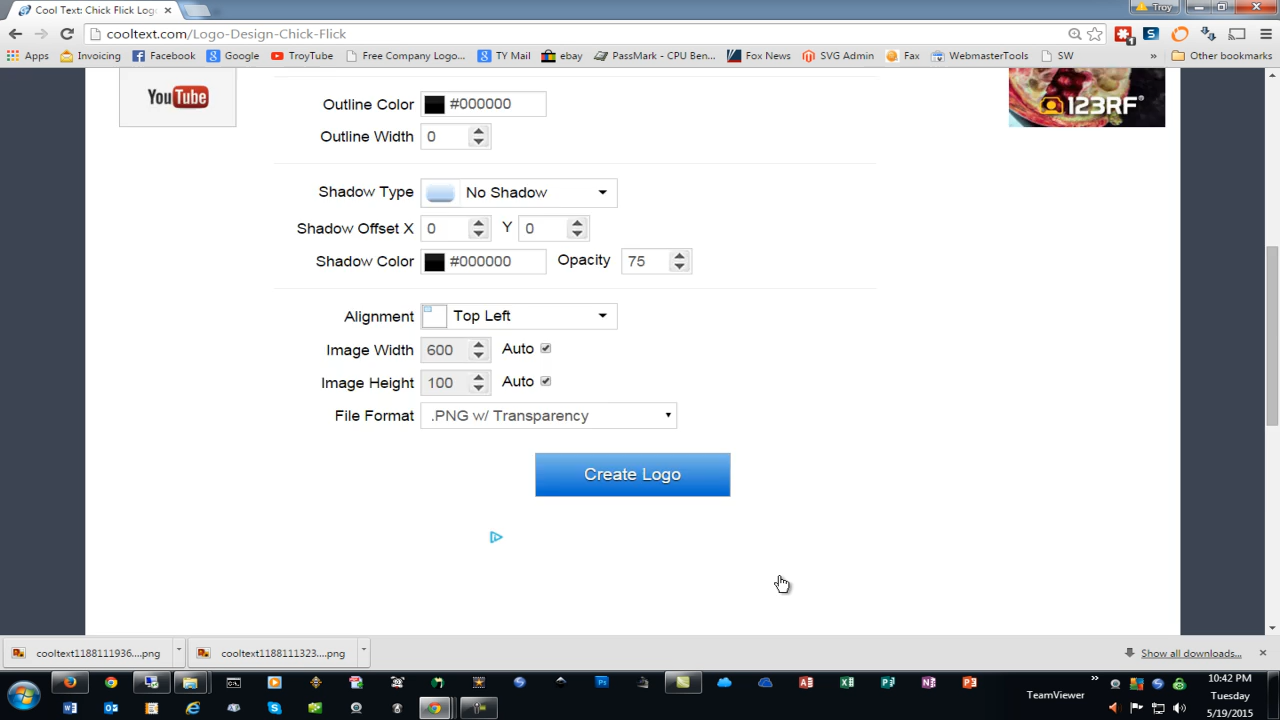 Cool Text: Chick Flick Log
Troy
cooltext.com/Logo-Design-Chick-Flick
Apps Invoicing Facebook Google TroyTube Free Company Logo... TY Mail ebay PassMark - CPU Ben... Fox News SVG Admin Fax WebmasterTools SW » Other bookmarks
You Tube
123RF®
Outline Color #000000
Outline Width 0
Shadow Type No Shadow
Shadow Offset X 0 Y 0
Shadow Color #000000 Opacity 75
Alignment Top Left
Image Width 600 Auto
Image Height 100 Auto
File Format .PNG w/ Transparency
Create Logo
cooltext1188111936....png cooltext1188111323....png Show all downloads...
10:42 PM
TeamViewer Tuesday
5/19/2015